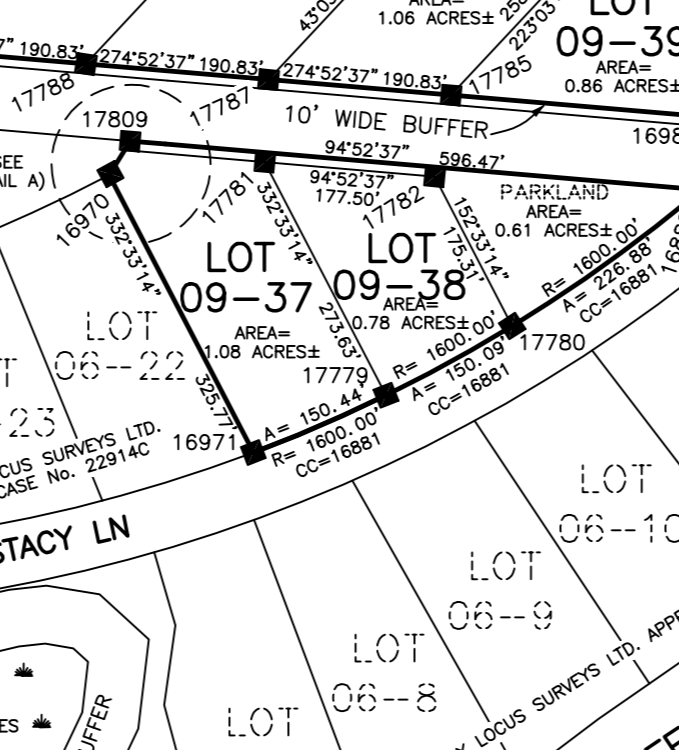 43°03
AREA=
1.06 ACRES±
223°03'
LOT
09-39
AREA=
0.86 ACRES±
190.83'
274°52'37" 190.83'
274°52'37" 190.83'
17788
17787
17785
17809
10' WIDE BUFFER
1698
94°52'37"
596.47'
94°52'37"
177.50'
SEE
AIL A)
17781
17782
PARKLAND
AREA=
0.61 ACRES±
16970
332°33'14"
332°33'14"
152°33'14"
175.31'
LOT
09-37
AREA=
1.08 ACRES±
LOT
09-38
AREA=
0.78 ACRES±
273.63'
325.77'
R= 1600.00'
A= 226.88'
CC=16881
17780
LOT
06--22
-23
17779
R= 1600.00'
A= 150.09'
CC=16881
16971
A= 150.44'
R= 1600.00'
CC=16881
CUS SURVEYS LTD.
CASE No. 22914C
STACY LN
LOT
06--10
LOT
06--9
LOT
06--8
LOT
LOCUS SURVEYS LTD. APPE
UFFER
ES